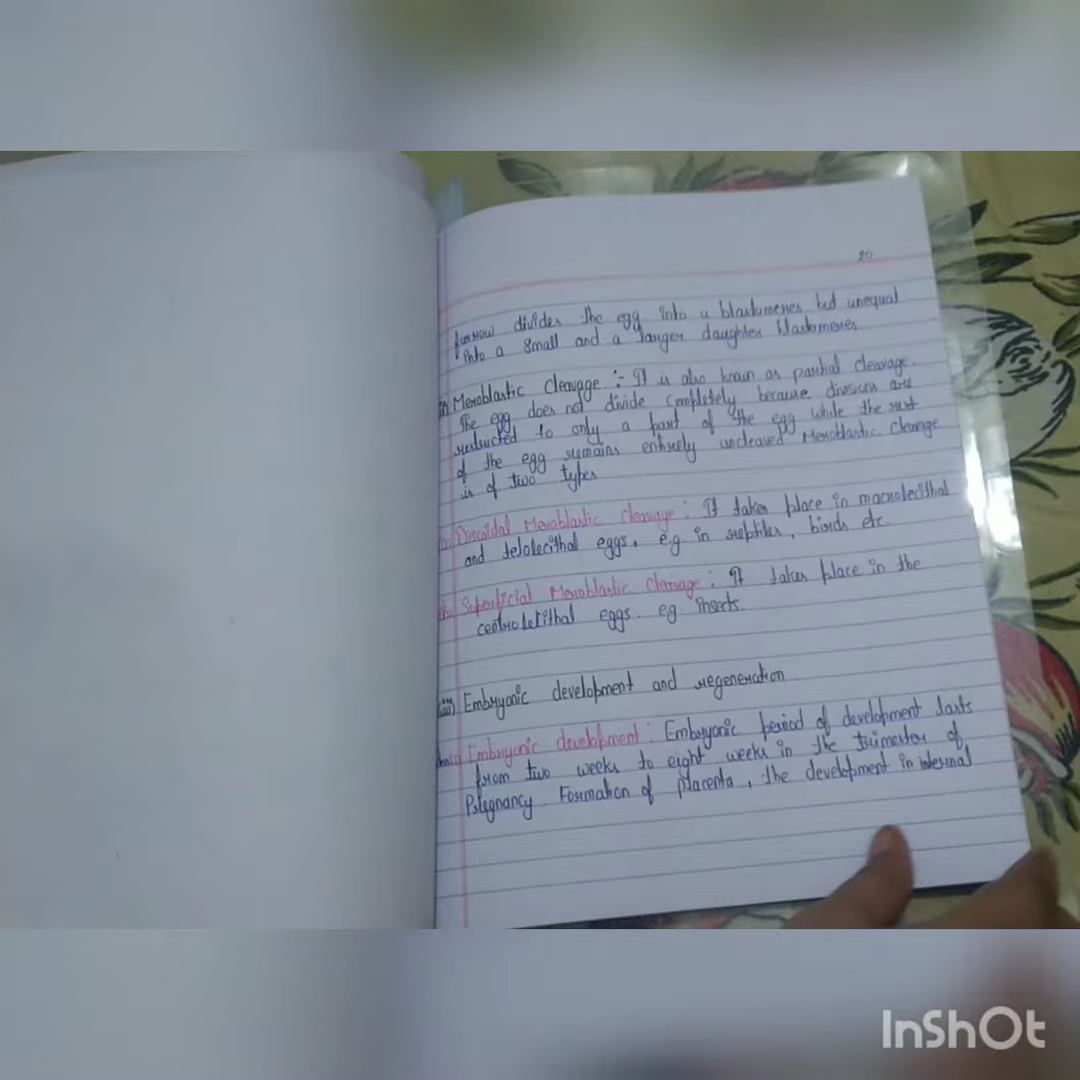 20
furrow divides the egg into a blastomeres but unequal
into a small and a larger daughter blastomeres
Meroblastic Cleavage :- It is also known as partial cleavage.
The egg does not divide completely because divisions are
restricted to only a part of the egg while the rest
of the egg remains entirely uncleaved Meroblastic cleavage
is of two types
a) Discoidal Meroblastic cleavage : It takes place in macrolecithal
and telolecithal eggs. e.g in reptiles, birds etc
b) Superficial Meroblastic Cleavage : It takes place in the
centrolecithal eggs. eg insects.
iii) Embryonic development and regeneration
Embryonic development : Embryonic period of development lasts
from two weeks to eight weeks in the trimester of
Pregnancy Formation of placenta, the development in internal
InShOt